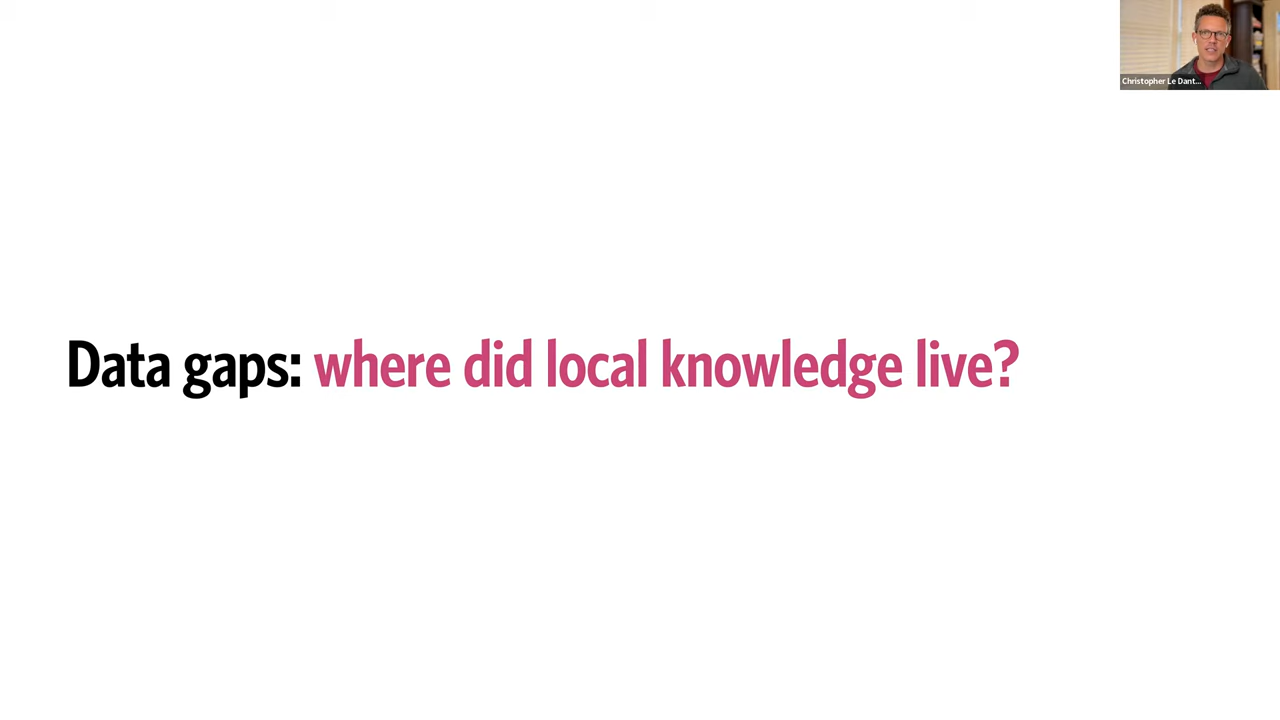 Christopher Le Dant...
Data gaps: where did local knowledge live?